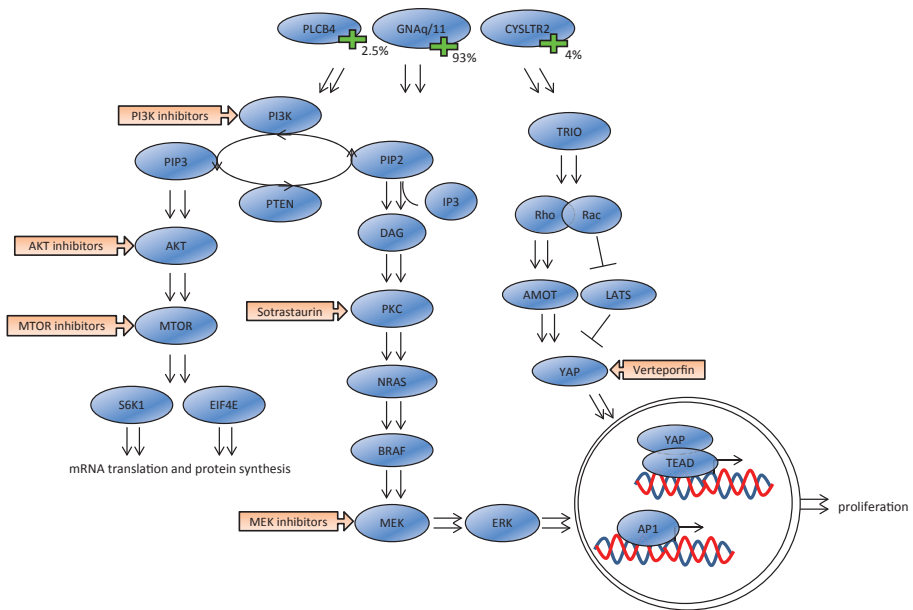 PLCB4
GNAq/11
CYSLTR2
2.5%
93%
4%
PI3K inhibitors
PI3K
TRIO
PIP3
PIP2
PTEN
IP3
Rho
Rac
DAG
AKT inhibitors
AKT
AMOT
LATS
Sotrastaurin
PKC
MTOR inhibitors
MTOR
YAP
Verteporfin
NRAS
S6K1
EIF4E
YAP
BRAF
TEAD
mRNA translation and protein synthesis
proliferation
MEK inhibitors
MEK
ERK
AP1